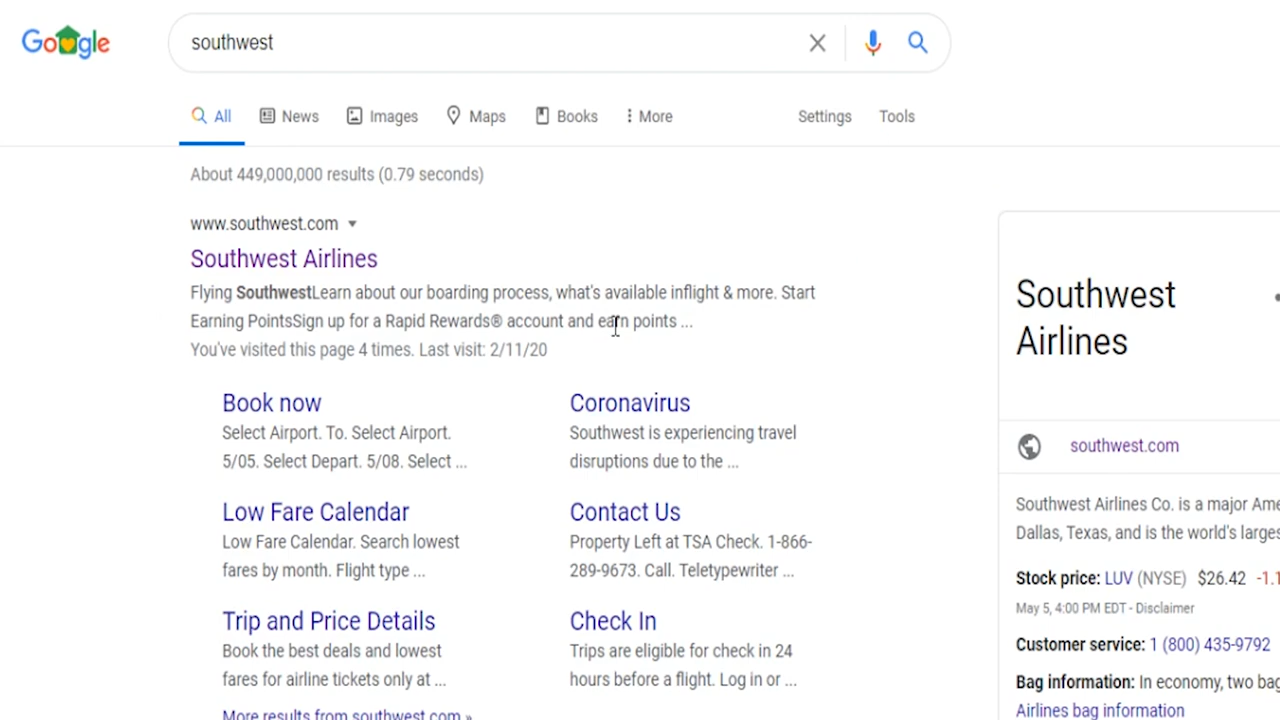 Google
southwest
All News Images Maps Books More Settings Tools
About 449,000,000 results (0.79 seconds)
www.southwest.com
Southwest Airlines
Flying SouthwestLearn about our boarding process, what's available inflight & more. Start
Earning PointsSign up for a Rapid Rewards® account and earn points ...
You've visited this page 4 times. Last visit: 2/11/20
Book now
Select Airport. To. Select Airport.
5/05. Select Depart. 5/08. Select ...
Coronavirus
Southwest is experiencing travel
disruptions due to the ...
Low Fare Calendar
Low Fare Calendar. Search lowest
fares by month. Flight type ...
Contact Us
Property Left at TSA Check. 1-866-
289-9673. Call. Teletypewriter ...
Trip and Price Details
Book the best deals and lowest
fares for airline tickets only at ...
Check In
Trips are eligible for check in 24
hours before a flight. Log in or ...
More results from southwest.com »
Southwest
Airlines
southwest.com
Southwest Airlines Co. is a major Ame
Dallas, Texas, and is the world's larges
Stock price: LUV (NYSE) $26.42 -1.1
May 5, 4:00 PM EDT - Disclaimer
Customer service: 1 (800) 435-9792
Bag information: In economy, two bag
Airlines bag information